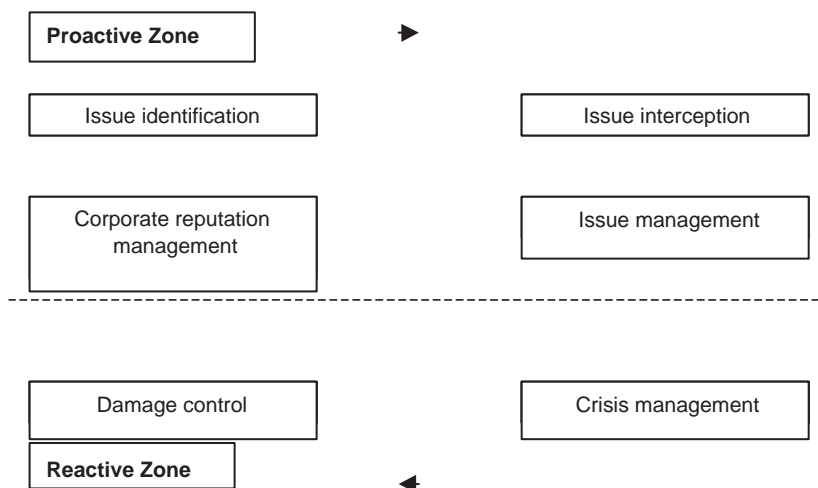 Proactive Zone
Issue identification
Issue interception
Corporate reputation
management
Issue management
Damage control
Crisis management
Reactive Zone